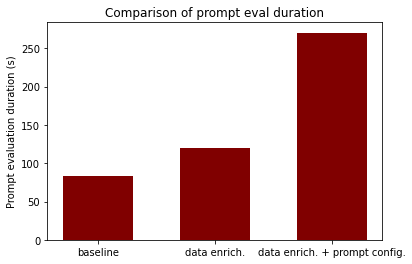 Comparison of prompt eval duration
Prompt evaluation duration (s)
250
200
150
100
50
0
baseline
data enrich.
data enrich. + prompt config.